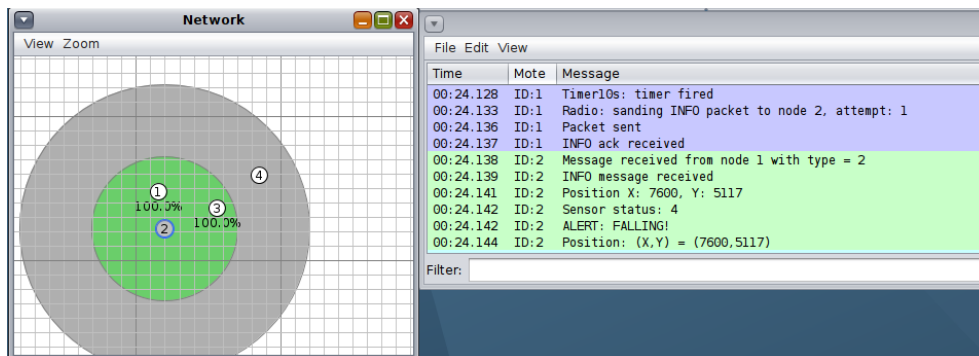 Network
View Zoom
4
1
100.0%
3
100.0%
2
File Edit View
Time Mote Message
00:24.128 ID:1 Timer10s: timer fired
00:24.133 ID:1 Radio: sanding INFO packet to node 2, attempt: 1
00:24.136 ID:1 Packet sent
00:24.137 ID:1 INFO ack received
00:24.138 ID:2 Message received from node 1 with type = 2
00:24.139 ID:2 INFO message received
00:24.141 ID:2 Position X: 7600, Y: 5117
00:24.142 ID:2 Sensor status: 4
00:24.142 ID:2 ALERT: FALLING!
00:24.144 ID:2 Position: (X,Y) = (7600,5117)
Filter: